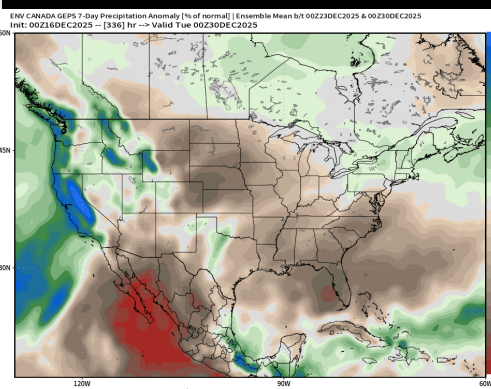 ENV CANADA GEPS 7-Day Precipitation Anomaly [% of normal] | Ensemble Mean b/t 00Z23DEC2025 & 00Z30DEC2025
Init: 00Z16DEC2025 -- [336] hr --> Valid Tue 00Z30DEC2025
60N
45N
30N
120W
90W
60W